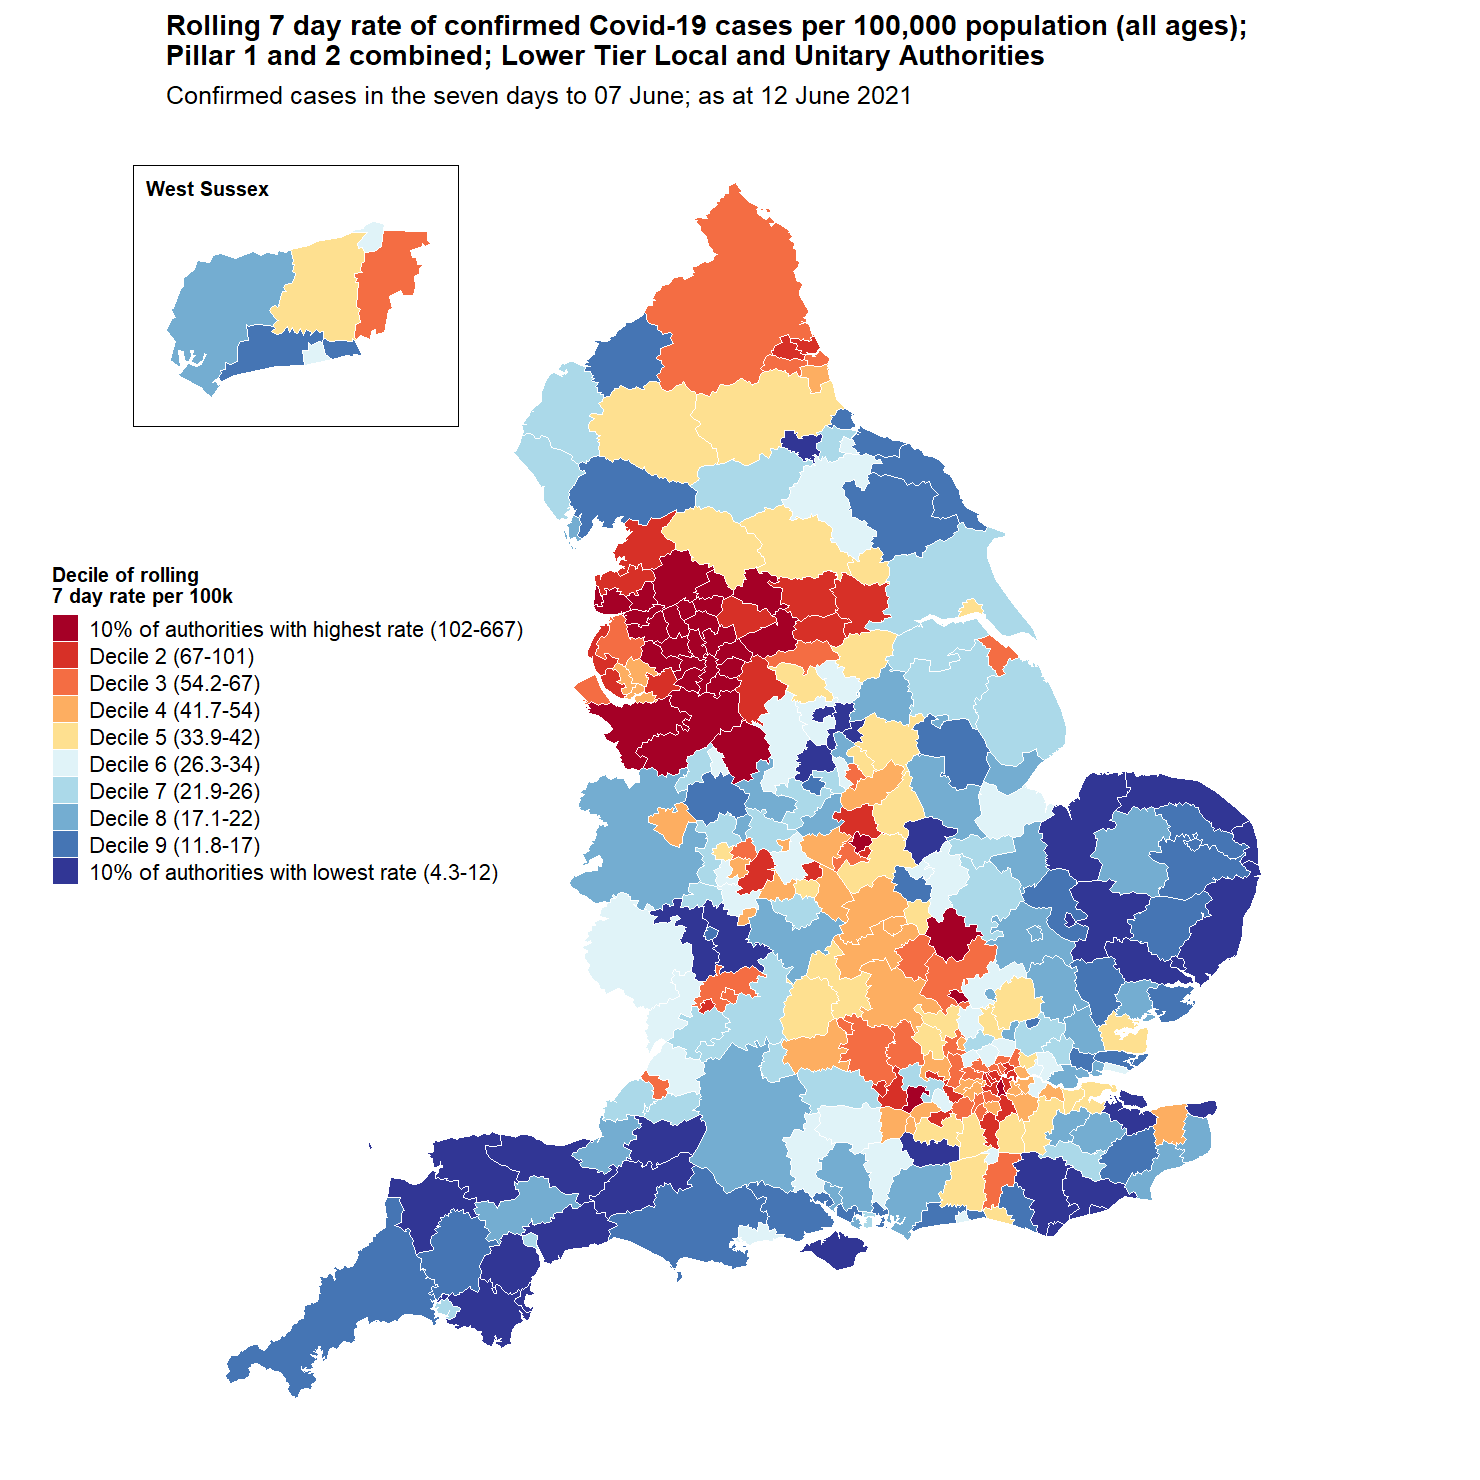 Rolling 7 day rate of confirmed Covid-19 cases per 100,000 population (all ages);
Pillar 1 and 2 combined; Lower Tier Local and Unitary Authorities
Confirmed cases in the seven days to 07 June; as at 12 June 2021
West Sussex
Decile of rolling
7 day rate per 100k
10% of authorities with highest rate (102-667)
Decile 2 (67-101)
Decile 3 (54.2-67)
Decile 4 (41.7-54)
Decile 5 (33.9-42)
Decile 6 (26.3-34)
Decile 7 (21.9-26)
Decile 8 (17.1-22)
Decile 9 (11.8-17)
10% of authorities with lowest rate (4.3-12)